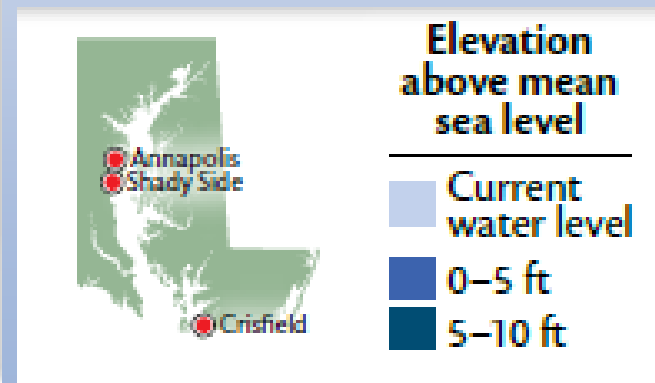 Elevation
above mean
sea level
Annapolis
Shady Side
Crisfield
Current
water level
0–5 ft
5–10 ft